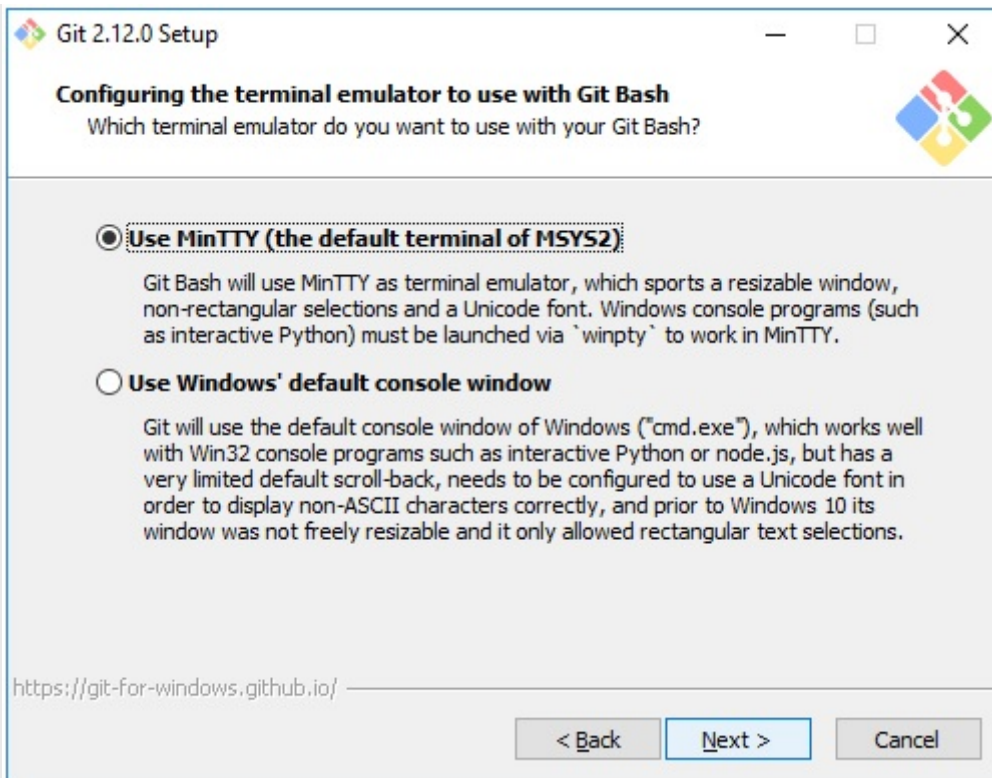 Git 2.12.0 Setup
Configuring the terminal emulator to use with Git Bash
Which terminal emulator do you want to use with your Git Bash?
Use MinTTY (the default terminal of MSYS2)
Git Bash will use MinTTY as terminal emulator, which sports a resizable window,
non-rectangular selections and a Unicode font. Windows console programs (such
as interactive Python) must be launched via `winpty` to work in MinTTY.
Use Windows' default console window
Git will use the default console window of Windows ("cmd.exe"), which works well
with Win32 console programs such as interactive Python or node.js, but has a
very limited default scroll-back, needs to be configured to use a Unicode font in
order to display non-ASCII characters correctly, and prior to Windows 10 its
window was not freely resizable and it only allowed rectangular text selections.
https://git-for-windows.github.io/
< Back Next > Cancel